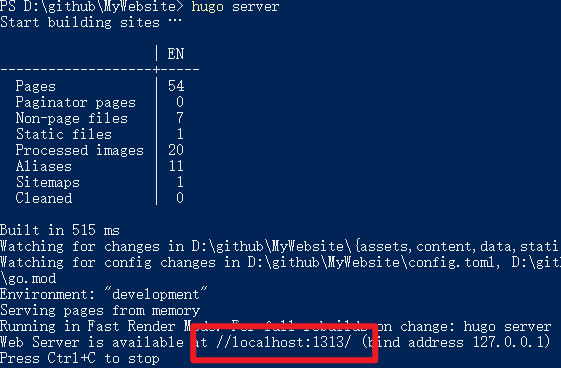 PS D:\github\MyWebsite> hugo server
Start building sites …
| EN
-------------------+-----
Pages | 54
Paginator pages | 0
Non-page files | 7
Static files | 1
Processed images | 20
Aliases | 11
Sitemaps | 1
Cleaned | 0
Built in 515 ms
Watching for changes in D:\github\MyWebsite\{assets,content,data,stati
Watching for config changes in D:\github\MyWebsite\config.toml, D:\git
\go.mod
Environment: "development"
Serving pages from memory
Running in Fast Render Mode. For full rebuilds on change: hugo server
Web Server is available at //localhost:1313/ (bind address 127.0.0.1)
Press Ctrl+C to stop